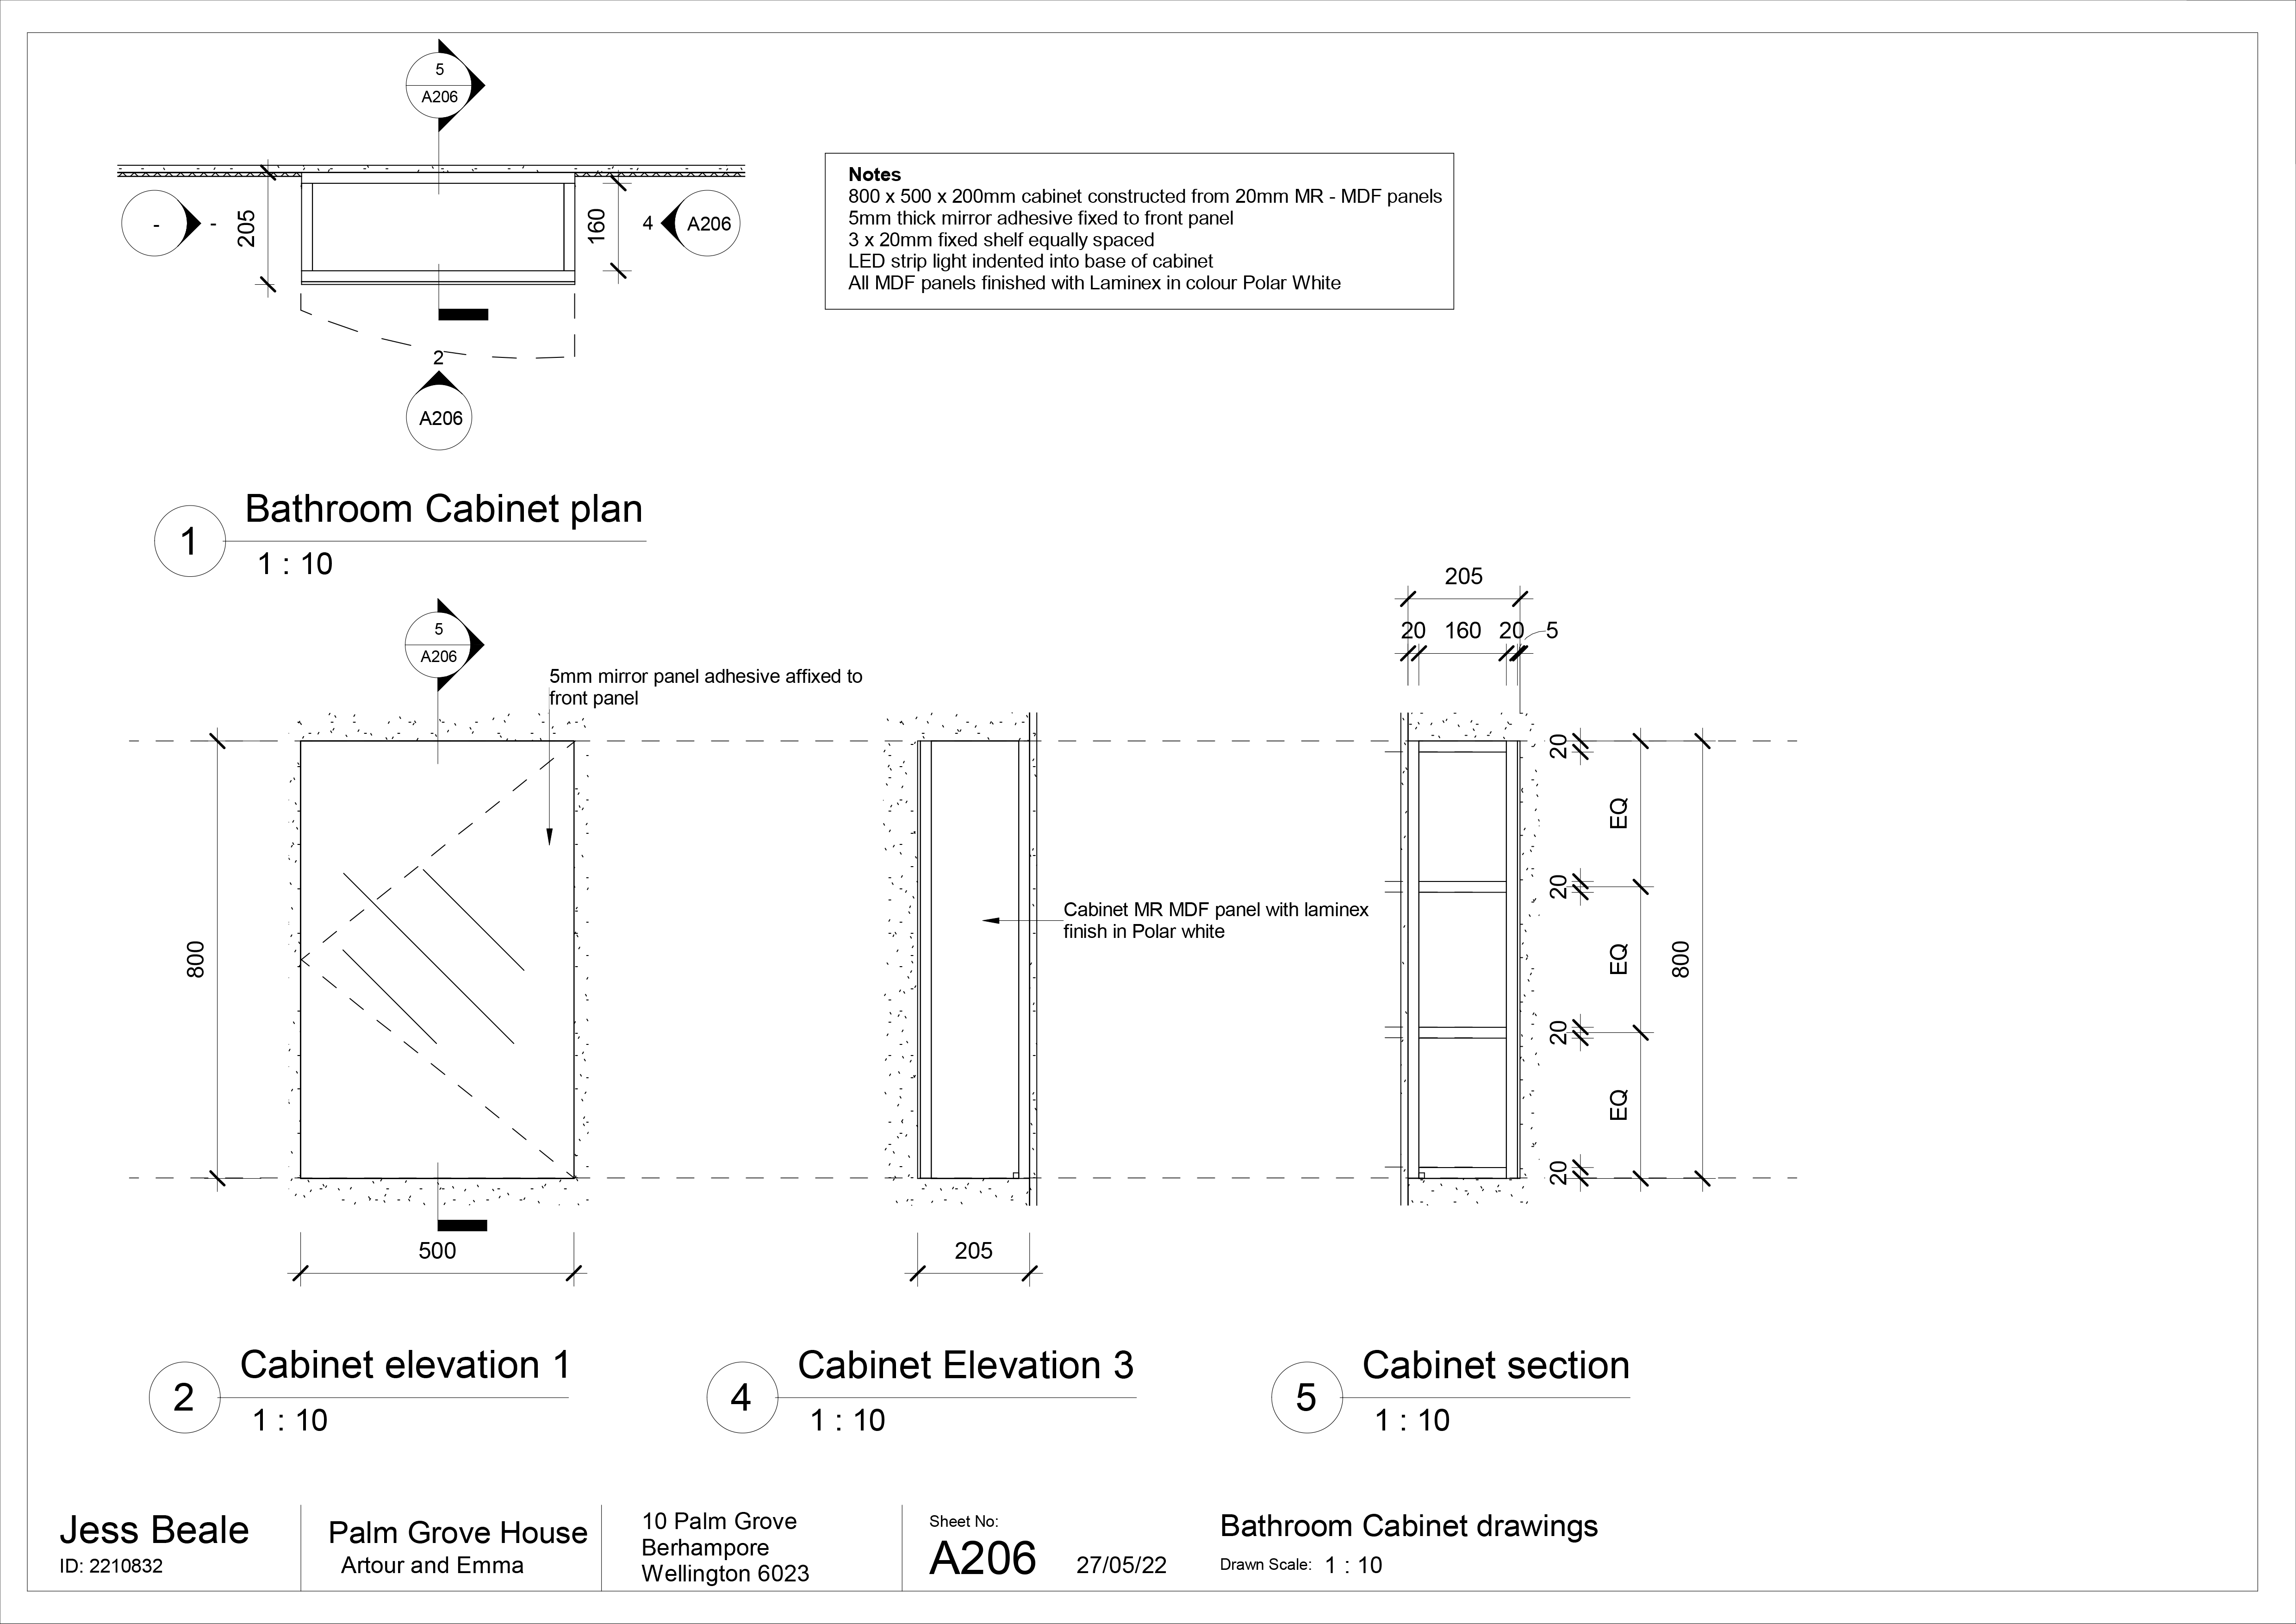 5
A206
205
160
-
-
4
A206
2
A206
Notes
800 x 500 x 200mm cabinet constructed from 20mm MR - MDF panels
5mm thick mirror adhesive fixed to front panel
3 x 20mm fixed shelf equally spaced
LED strip light indented into base of cabinet
All MDF panels finished with Laminex in colour Polar White
1
Bathroom Cabinet plan
1 : 10
5
A206
5mm mirror panel adhesive affixed to
front panel
800
500
Cabinet MR MDF panel with laminex
finish in Polar white
205
205
20 160 20 5
20
EQ
20
EQ
800
20
EQ
20
2
Cabinet elevation 1
1 : 10
4
Cabinet Elevation 3
1 : 10
5
Cabinet section
1 : 10
Jess Beale
ID: 2210832
Palm Grove House
Artour and Emma
10 Palm Grove
Berhampore
Wellington 6023
Sheet No:
A206
27/05/22
Bathroom Cabinet drawings
Drawn Scale: 1 : 10